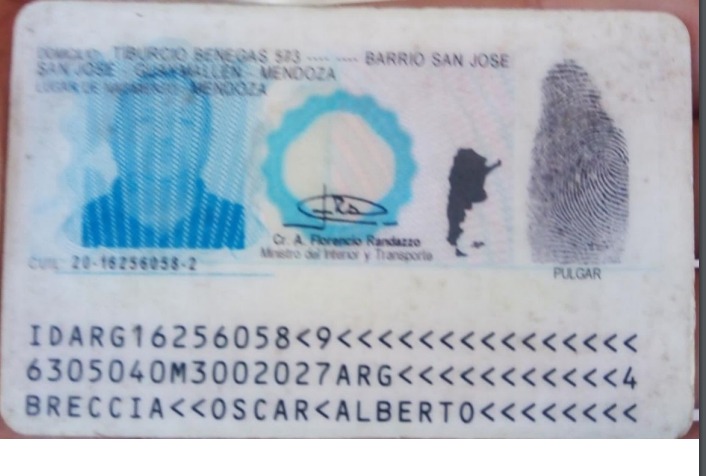 DOMICILIO: TIBURCIO BENEGAS 573 ---- ---- BARRIO SAN JOSE
SAN JOSE - GUAYMALLEN - MENDOZA
LUGAR DE NACIMIENTO: MENDOZA
Cr. A. Florencio Randazzo
Ministro del Interior y Transporte
CUIL: 20-16256058-2
PULGAR
IDARG16256058<9<<<<<<<<<<<<<<<
6305040M3002027ARG<<<<<<<<<<<4
BRECCIA<<OSCAR<ALBERTO<<<<<<<<